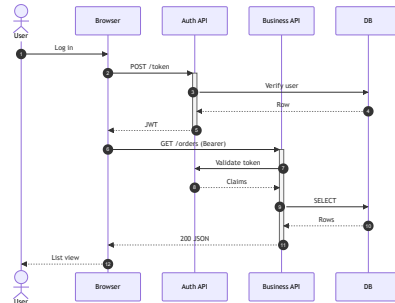 User
Browser
Auth API
Business API
DB
1
Log in
2
POST /token
3
Verify user
4
Row
5
JWT
6
GET /orders (Bearer)
7
Validate token
8
Claims
9
SELECT
10
Rows
11
200 JSON
12
List view
User
Browser
Auth API
Business API
DB